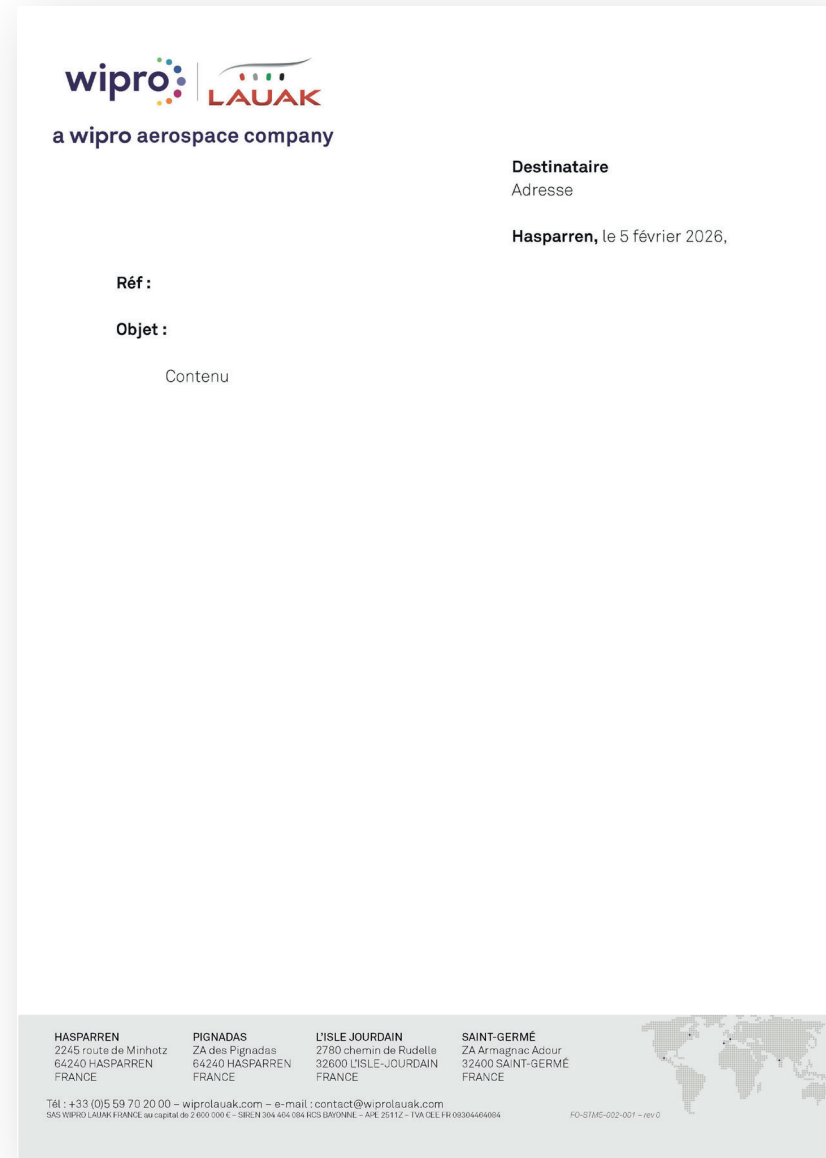 wipro LAUAK
a wipro aerospace company
Destinataire
Adresse
Hasparren, le 5 février 2026,
Réf :
Objet :
Contenu
HASPARREN
2245 route de Minhotz
64240 HASPARREN
FRANCE
PIGNADAS
ZA des Pignadas
64240 HASPARREN
FRANCE
L'ISLE JOURDAIN
2780 chemin de Rudelle
32600 L'ISLE-JOURDAIN
FRANCE
SAINT-GERMÉ
ZA Armagnac Adour
32400 SAINT-GERMÉ
FRANCE
Tél : +33 (0)5 59 70 20 00 – wiprolauak.com – e-mail : contact@wiprolauak.com
SAS WIPRO LAUAK FRANCE au capital de 2 600 000 € – SIREN 304 464 084 RCS BAYONNE – APE 2511Z – TVA CEE FR 09304464084
FO-STMS-002-001 – rev 0